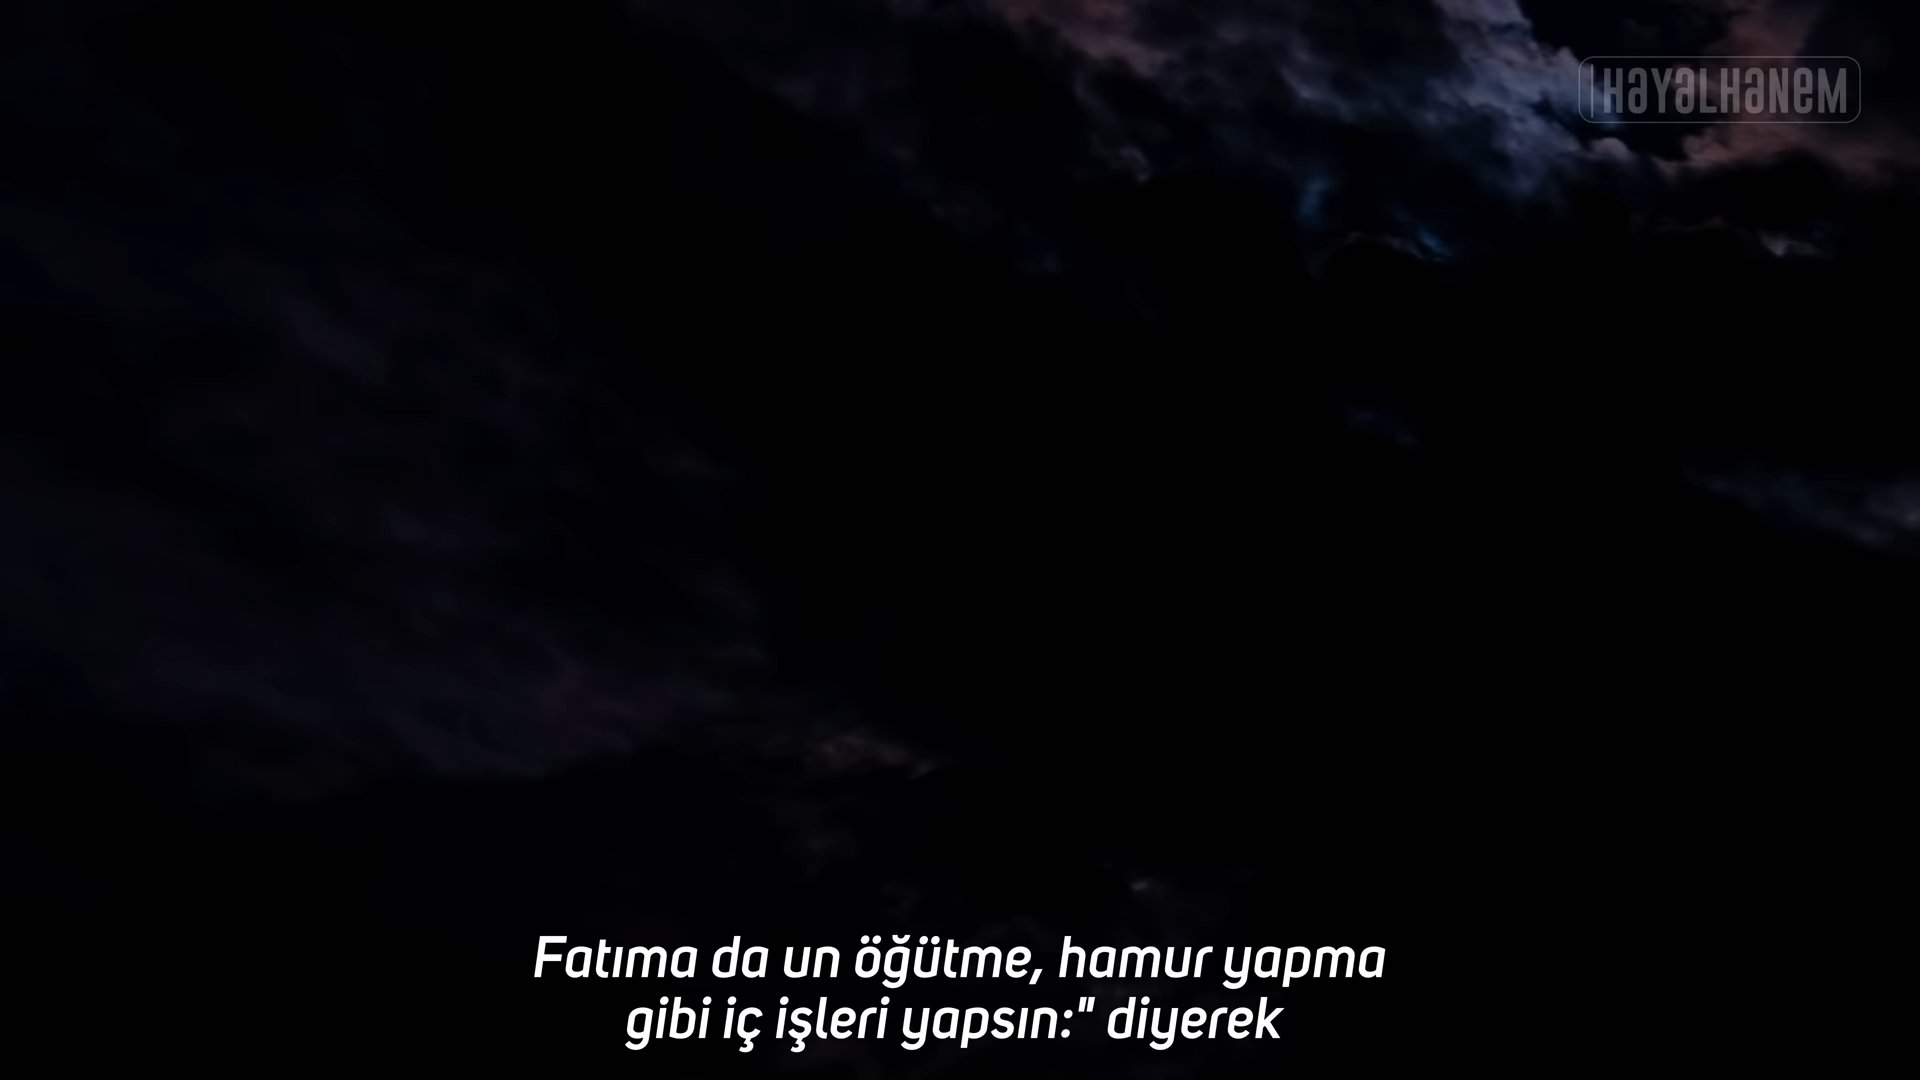 HAYALHANEM
Fatıma da un öğütme, hamur yapma
gibi iç işleri yapsın:" diyerek